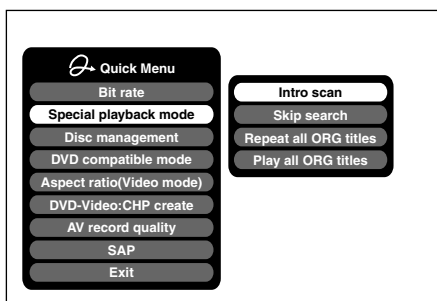 Quick Menu
Bit rate
Special playback mode
Disc management
DVD compatible mode
Aspect ratio(Video mode)
DVD-Video:CHP create
AV record quality
SAP
Exit
Intro scan
Skip search
Repeat all ORG titles
Play all ORG titles